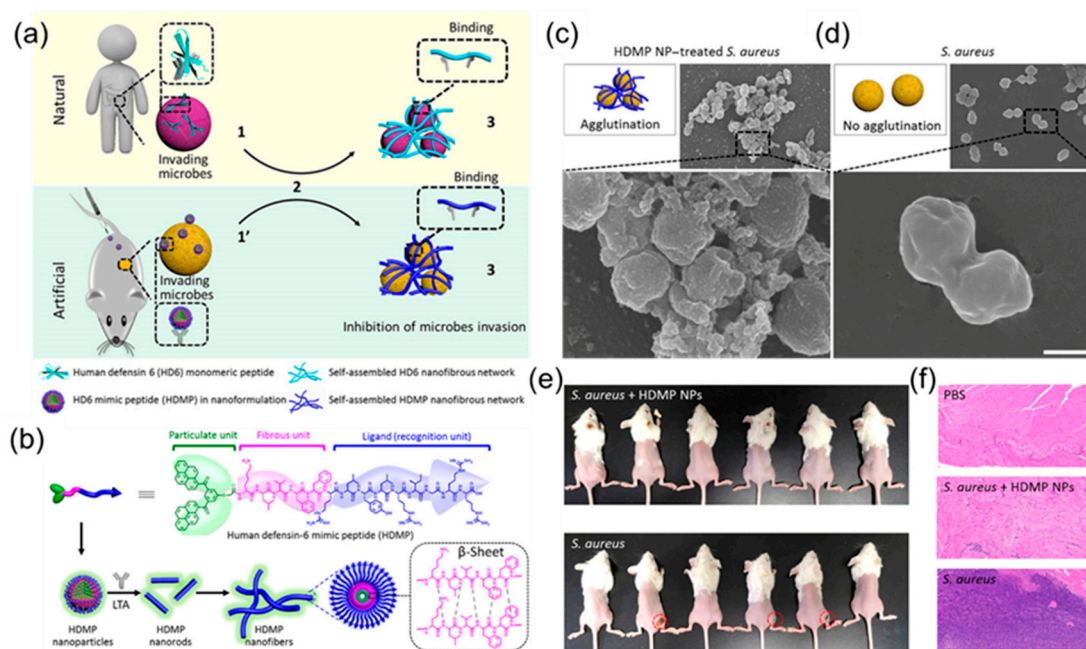 (a)
Natural
Invading
microbes
1
2
Binding
3
Artificial
1'
Invading
microbes
Binding
3
Inhibition of microbes invasion
Human defensin 6 (HD6) monomeric peptide
Self-assembled HD6 nanofibrous network
HD6 mimic peptide (HDMP) in nanoformulation
Self-assembled HDMP nanofibrous network
(b)
Particulate unit
Fibrous unit
Ligand (recognition unit)
Human defensin-6 mimic peptide (HDMP)
β-Sheet
LTA
HDMP
nanoparticles
HDMP
nanorods
HDMP
nanofibers
(c)
HDMP NP–treated S. aureus
Agglutination
(d)
S. aureus
No agglutination
(e)
S. aureus + HDMP NPs
S. aureus
(f)
PBS
S. aureus + HDMP NPs
S. aureus